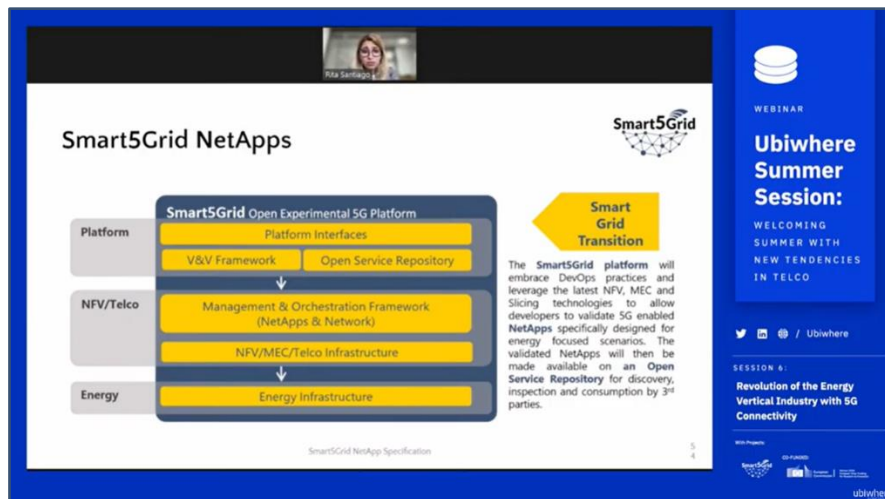 Rita Santiago
Smart5Grid NetApps
Smart5Grid
Smart5Grid Open Experimental 5G Platform
Platform
Platform Interfaces
V&V Framework
Open Service Repository
NFV/Telco
Management & Orchestration Framework
(NetApps & Network)
NFV/MEC/Telco Infrastructure
Energy
Energy Infrastructure
Smart
Grid
Transition
The Smart5Grid platform will
embrace DevOps practices and
leverage the latest NFV, MEC and
Slicing technologies to allow
developers to validate 5G enabled
NetApps specifically designed for
energy focused scenarios. The
validated NetApps will then be
made available on an Open
Service Repository for discovery,
inspection and consumption by 3rd
parties.
Smart5Grid NetApp Specification
5
4
WEBINAR
Ubiwhere
Summer
Session:
WELCOMING
SUMMER WITH
NEW TENDENCIES
IN TELCO
/ Ubiwhere
SESSION 6:
Revolution of the Energy
Vertical Industry with 5G
Connectivity
With Projects:
CO-FUNDED
Smart5Grid
European
Commission
ubiwhere